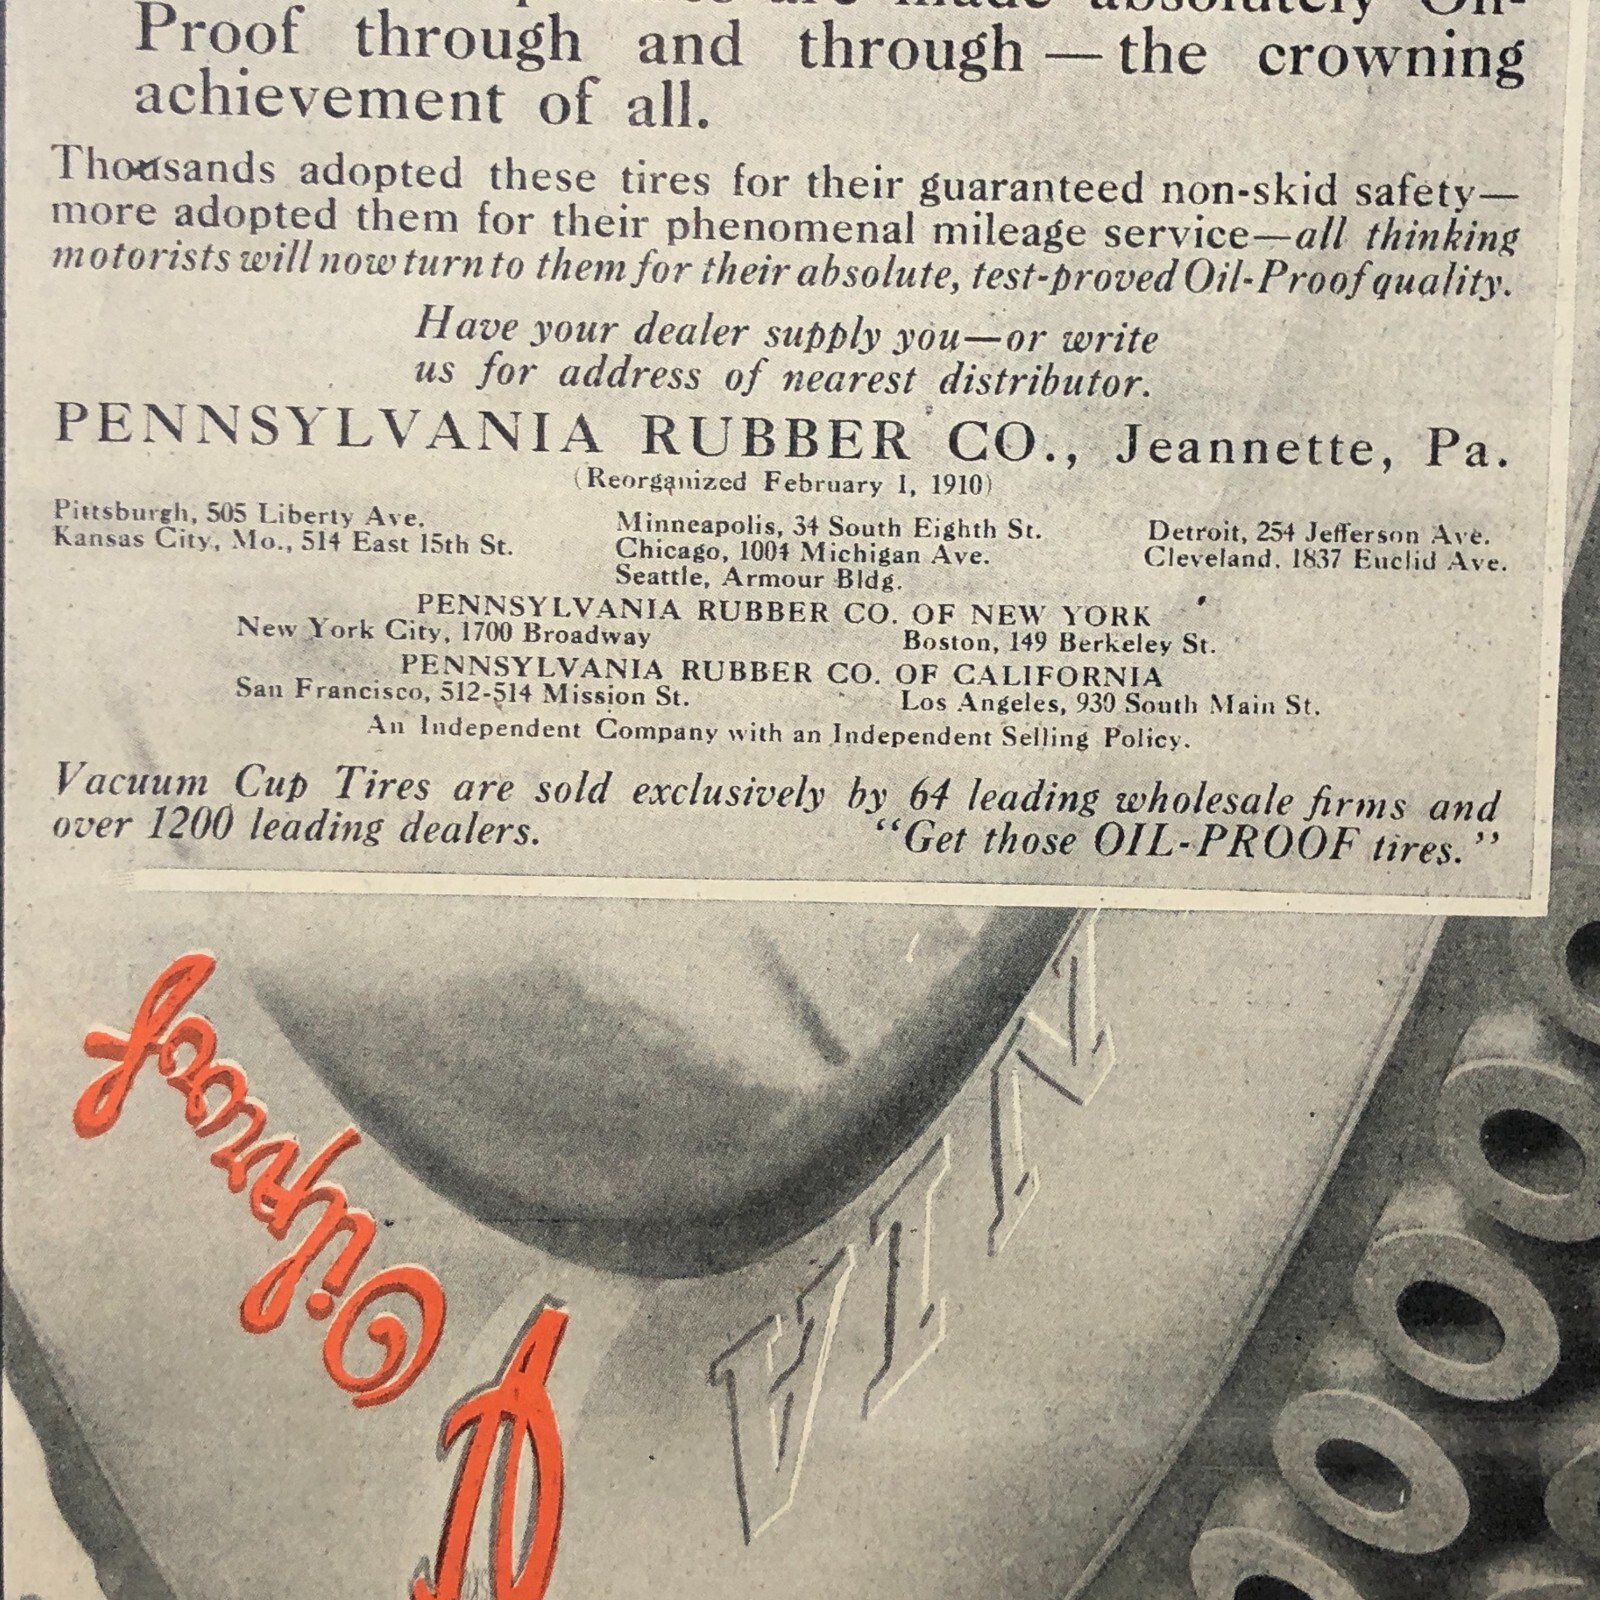 are made absolutely Oil-
Proof through and through — the crowning
achievement of all.
Thousands adopted these tires for their guaranteed non-skid safety—
more adopted them for their phenomenal mileage service—all thinking
motorists will now turn to them for their absolute, test-proved Oil-Proof quality.
Have your dealer supply you—or write
us for address of nearest distributor.
PENNSYLVANIA RUBBER CO., Jeannette, Pa.
(Reorganized February 1, 1910)
Pittsburgh, 505 Liberty Ave. Minneapolis, 34 South Eighth St. Detroit, 254 Jefferson Ave.
Kansas City, Mo., 514 East 15th St. Chicago, 1004 Michigan Ave. Cleveland, 1837 Euclid Ave.
Seattle, Armour Bldg.
PENNSYLVANIA RUBBER CO. OF NEW YORK
New York City, 1700 Broadway Boston, 149 Berkeley St.
PENNSYLVANIA RUBBER CO. OF CALIFORNIA
San Francisco, 512-514 Mission St. Los Angeles, 930 South Main St.
An Independent Company with an Independent Selling Policy.
Vacuum Cup Tires are sold exclusively by 64 leading wholesale firms and
over 1200 leading dealers. "Get those OIL-PROOF tires."
Oilproof